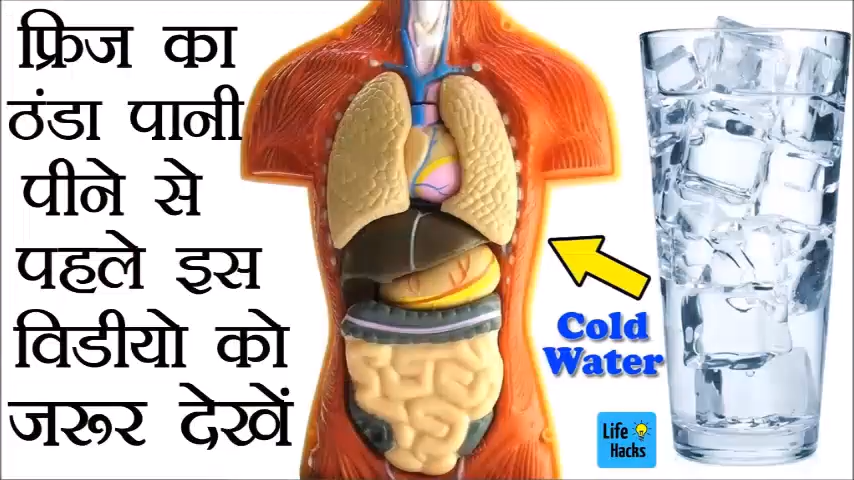 फ्रिज का
ठंडा पानी
पीने से
पहले इस
विडीयो को
जरूर देखें
Cold
Water
Life
Hacks